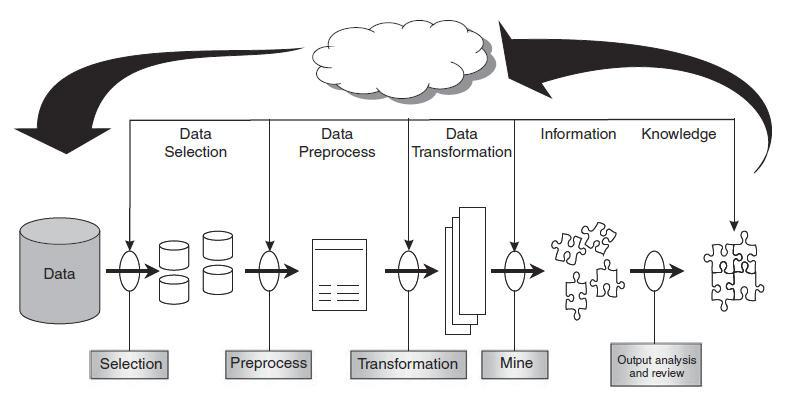 Data
Selection
Data
Preprocess
Data
Transformation
Information
Knowledge
Data
Selection
Preprocess
Transformation
Mine
Output analysis
and review